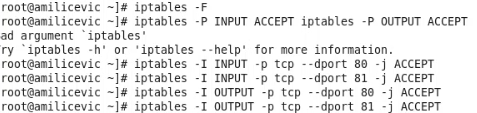 root@amilicevic ~]# iptables -F
root@amilicevic ~]# iptables -P INPUT ACCEPT iptables -P OUTPUT ACCEPT
ad argument `iptables'
ry `iptables -h' or 'iptables --help' for more information.
root@amilicevic ~]# iptables -I INPUT -p tcp --dport 80 -j ACCEPT
root@amilicevic ~]# iptables -I INPUT -p tcp --dport 81 -j ACCEPT
root@amilicevic ~]# iptables -I OUTPUT -p tcp --dport 80 -j ACCEPT
root@amilicevic ~]# iptables -I OUTPUT -p tcp --dport 81 -j ACCEPT